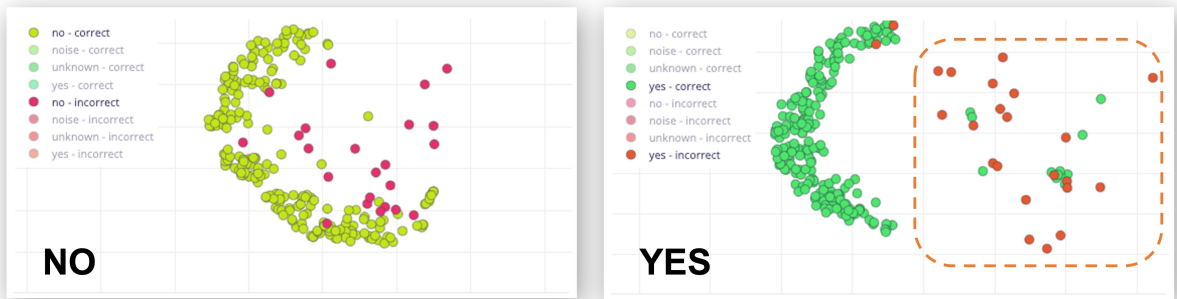 no - correct
noise - correct
unknown - correct
yes - correct
no - incorrect
noise - incorrect
unknown - incorrect
yes - incorrect
NO
no - correct
noise - correct
unknown - correct
yes - correct
no - incorrect
noise - incorrect
unknown - incorrect
yes - incorrect
YES